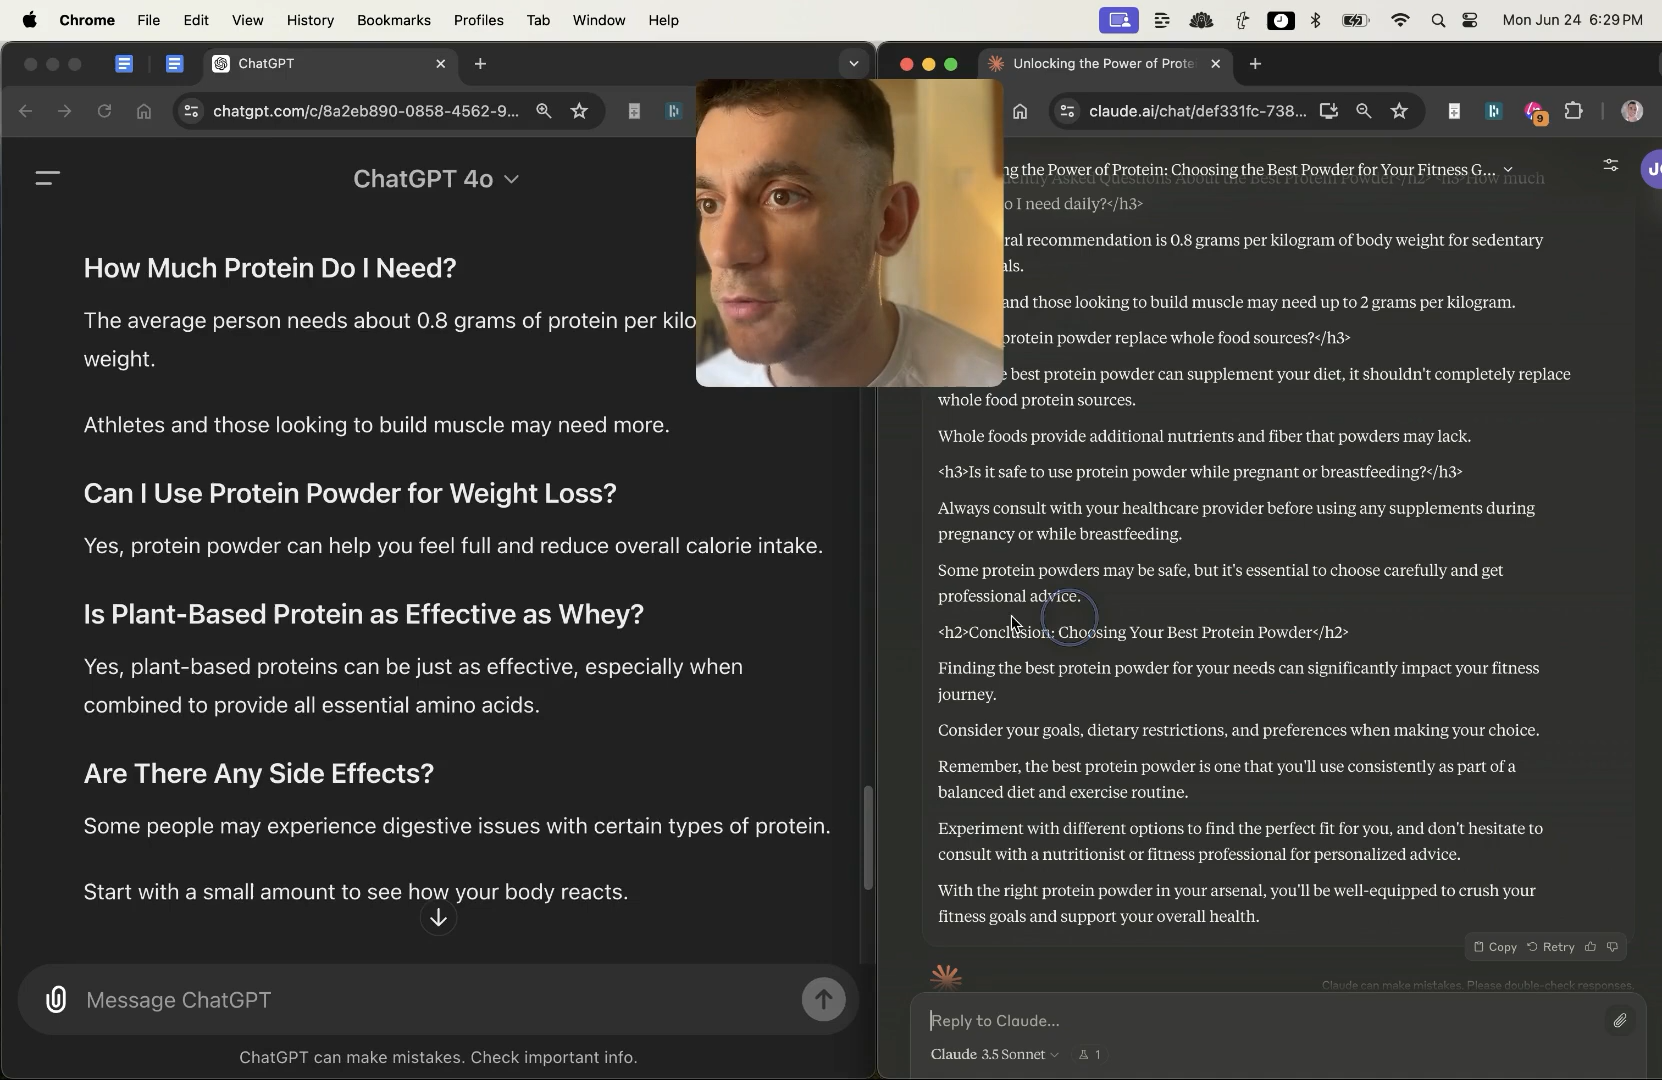 Chrome File Edit View History Bookmarks Profiles Tab Window Help Mon Jun 24 6:29 PM
ChatGPT
Unlocking the Power of Prote
chatgpt.com/c/8a2eb890-0858-4562-9...
claude.ai/chat/def331fc-738...
9
ChatGPT 4o
How Much Protein Do I Need?
The average person needs about 0.8 grams of protein per kilo
weight.
Athletes and those looking to build muscle may need more.
Can I Use Protein Powder for Weight Loss?
Yes, protein powder can help you feel full and reduce overall calorie intake.
Is Plant-Based Protein as Effective as Whey?
Yes, plant-based proteins can be just as effective, especially when
combined to provide all essential amino acids.
Are There Any Side Effects?
Some people may experience digestive issues with certain types of protein.
Start with a small amount to see how your body reacts.
Message ChatGPT
ChatGPT can make mistakes. Check important info.
ng the Power of Protein: Choosing the Best Powder for Your Fitness G...
ently Asked Questions About the Best Protein Powder</h2> <h3>How much
o I need daily?</h3>
ral recommendation is 0.8 grams per kilogram of body weight for sedentary
als.
and those looking to build muscle may need up to 2 grams per kilogram.
protein powder replace whole food sources?</h3>
e best protein powder can supplement your diet, it shouldn't completely replace
whole food protein sources.
Whole foods provide additional nutrients and fiber that powders may lack.
<h3>Is it safe to use protein powder while pregnant or breastfeeding?</h3>
Always consult with your healthcare provider before using any supplements during
pregnancy or while breastfeeding.
Some protein powders may be safe, but it's essential to choose carefully and get
professional advice.
<h2>Conclusion: Choosing Your Best Protein Powder</h2>
Finding the best protein powder for your needs can significantly impact your fitness
journey.
Consider your goals, dietary restrictions, and preferences when making your choice.
Remember, the best protein powder is one that you'll use consistently as part of a
balanced diet and exercise routine.
Experiment with different options to find the perfect fit for you, and don't hesitate to
consult with a nutritionist or fitness professional for personalized advice.
With the right protein powder in your arsenal, you'll be well-equipped to crush your
fitness goals and support your overall health.
Copy Retry
Claude can make mistakes. Please double-check responses.
Reply to Claude...
Claude 3.5 Sonnet 1